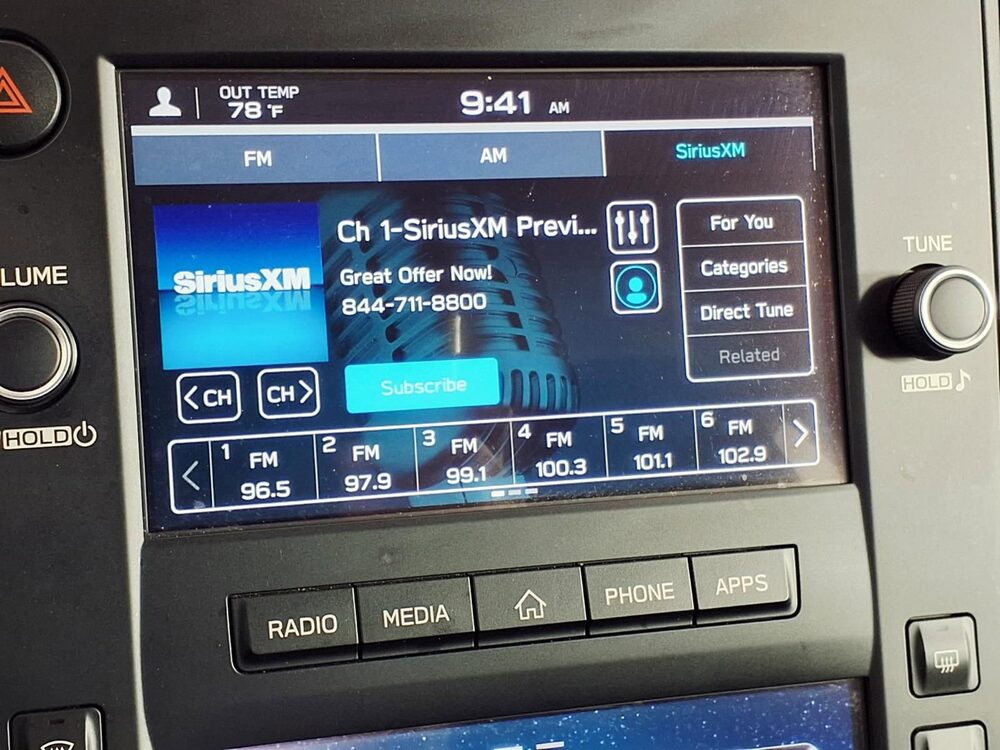 OUT TEMP
78 °F
9:41 AM
FM
AM
SiriusXM
SiriusXM
Ch 1-SiriusXM Previ...
Great Offer Now!
844-711-8800
For You
Categories
Direct Tune
Related
<CH
CH>
Subscribe
1 FM 96.5
2 FM 97.9
3 FM 99.1
4 FM 100.3
5 FM 101.1
6 FM 102.9
LUME
HOLD
TUNE
HOLD
RADIO
MEDIA
PHONE
APPS